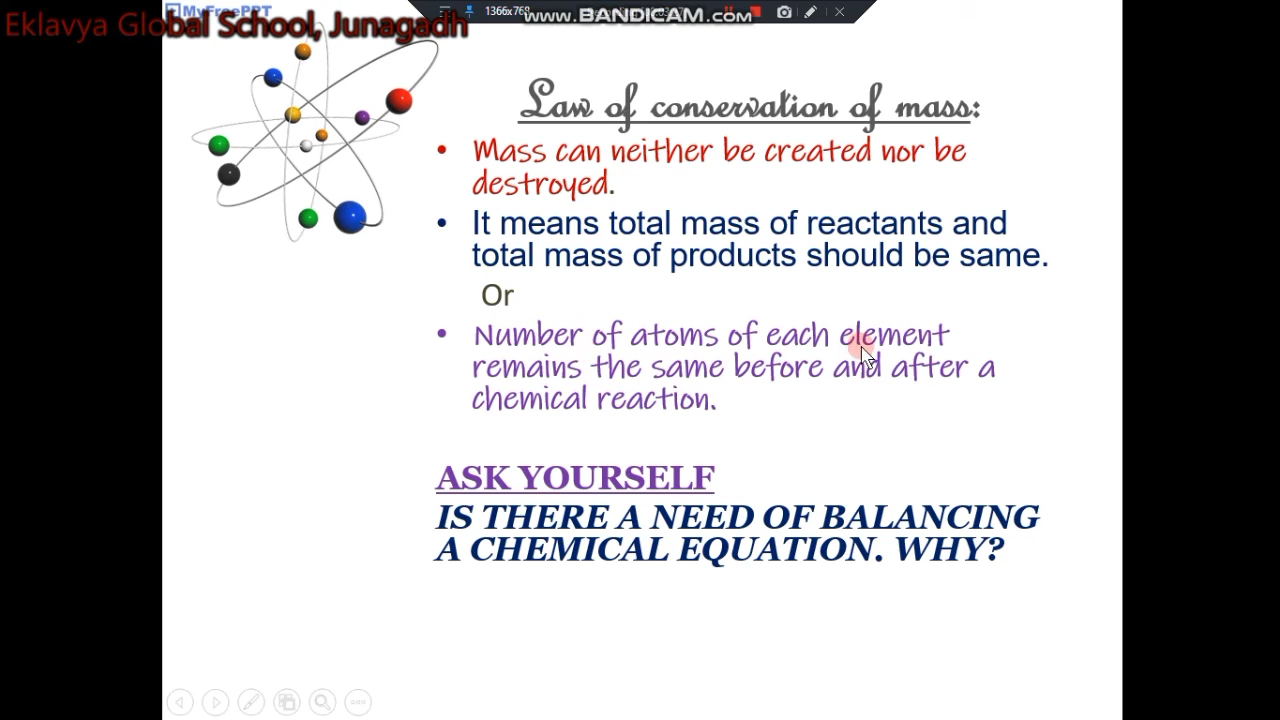 MyFreePPT
Eklavya Global School, Junagadh
1366x768
www.BANDICAM.com
Law of conservation of mass:
• Mass can neither be created nor be
destroyed.
• It means total mass of reactants and
total mass of products should be same.
Or
• Number of atoms of each element
remains the same before and after a
chemical reaction.
ASK YOURSELF
IS THERE A NEED OF BALANCING
A CHEMICAL EQUATION. WHY?